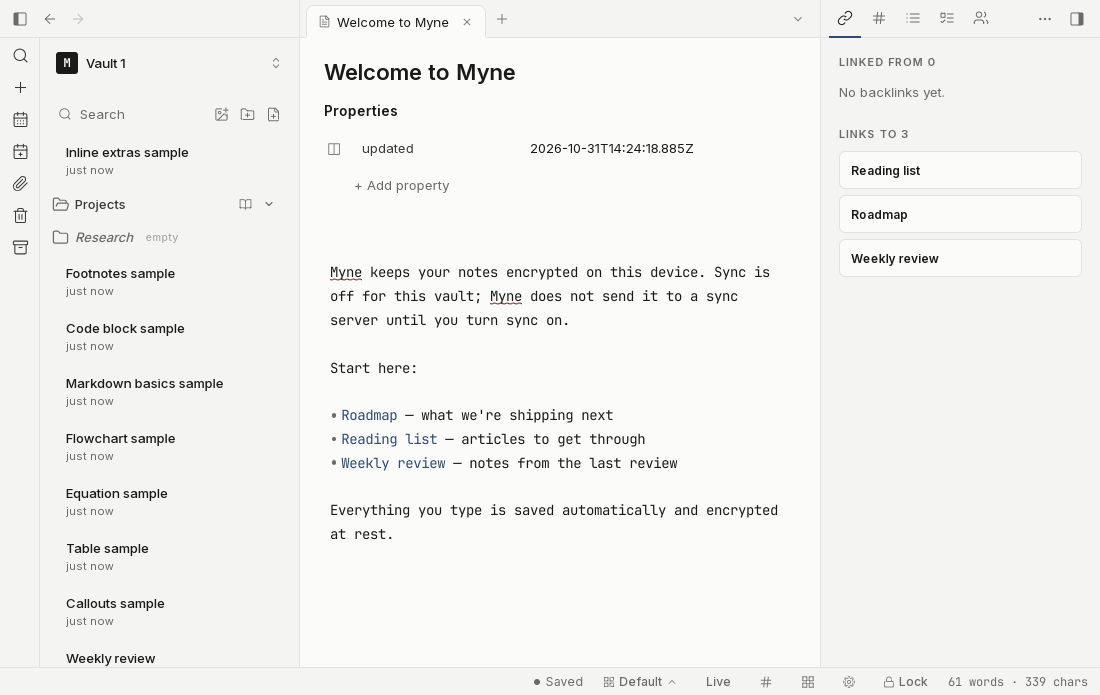 Welcome to Myne
M Vault 1
Search
Inline extras sample
just now
Projects
Research empty
Footnotes sample
just now
Code block sample
just now
Markdown basics sample
just now
Flowchart sample
just now
Equation sample
just now
Table sample
just now
Callouts sample
just now
Weekly review
Welcome to Myne
Properties
updated 2026-10-31T14:24:18.885Z
+ Add property
Myne keeps your notes encrypted on this device. Sync is
off for this vault; Myne does not send it to a sync
server until you turn sync on.
Start here:
• Roadmap — what we're shipping next
• Reading list — articles to get through
• Weekly review — notes from the last review
Everything you type is saved automatically and encrypted
at rest.
LINKED FROM 0
No backlinks yet.
LINKS TO 3
Reading list
Roadmap
Weekly review
Saved Default Live Lock 61 words · 339 chars